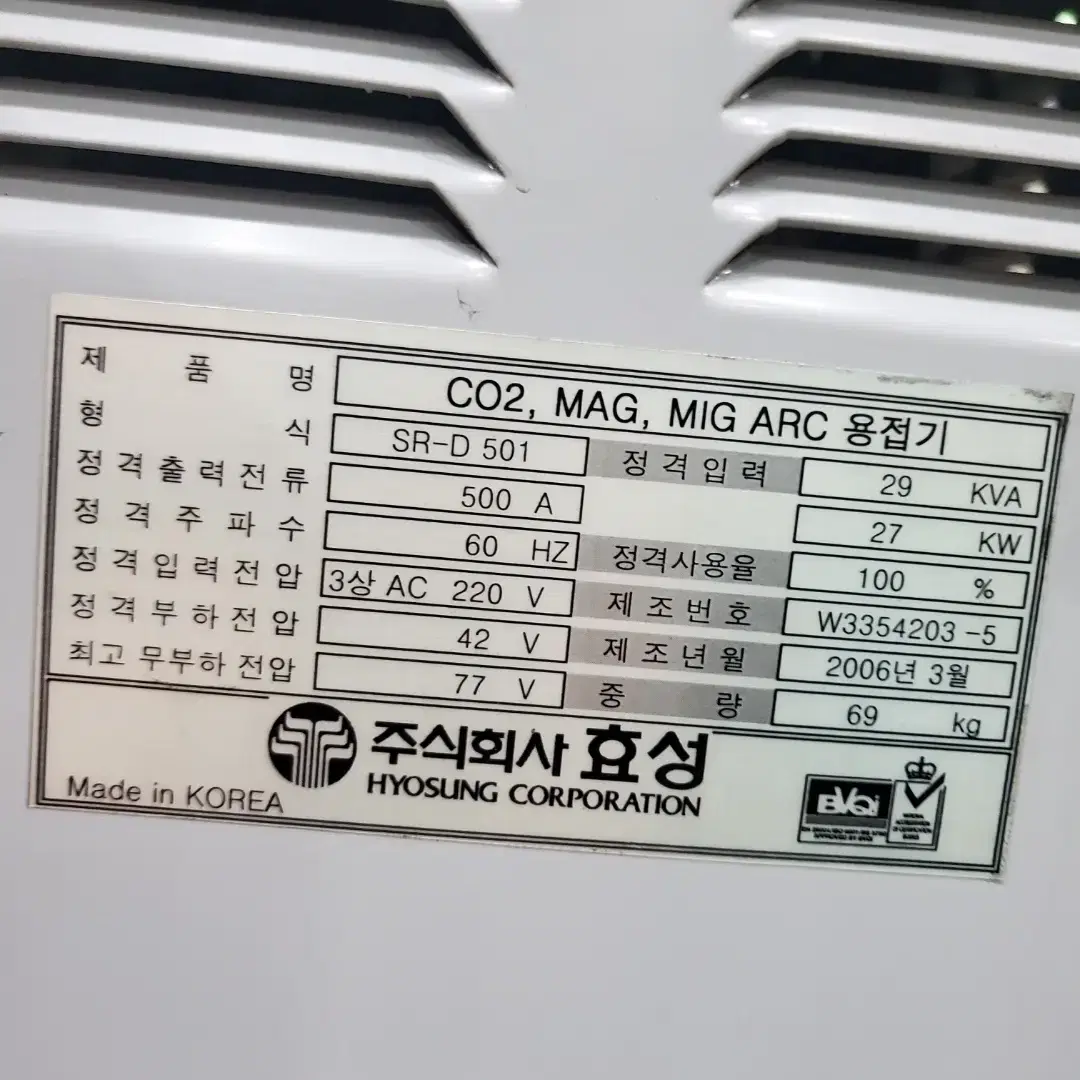 제 품 명 CO2, MAG, MIG ARC 용접기
형 식 SR-D 501 정격입력 29 KVA
정격출력전류 500 A 27 KW
정격주파수 60 HZ 정격사용율 100 %
정격입력전압 3상 AC 220 V 제조번호 W3354203-5
정격부하전압 42 V 제조년월 2006년 3월
최고 무부하 전압 77 V 중 량 69 kg
주식회사 효성
HYOSUNG CORPORATION
Made in KOREA
BVQi